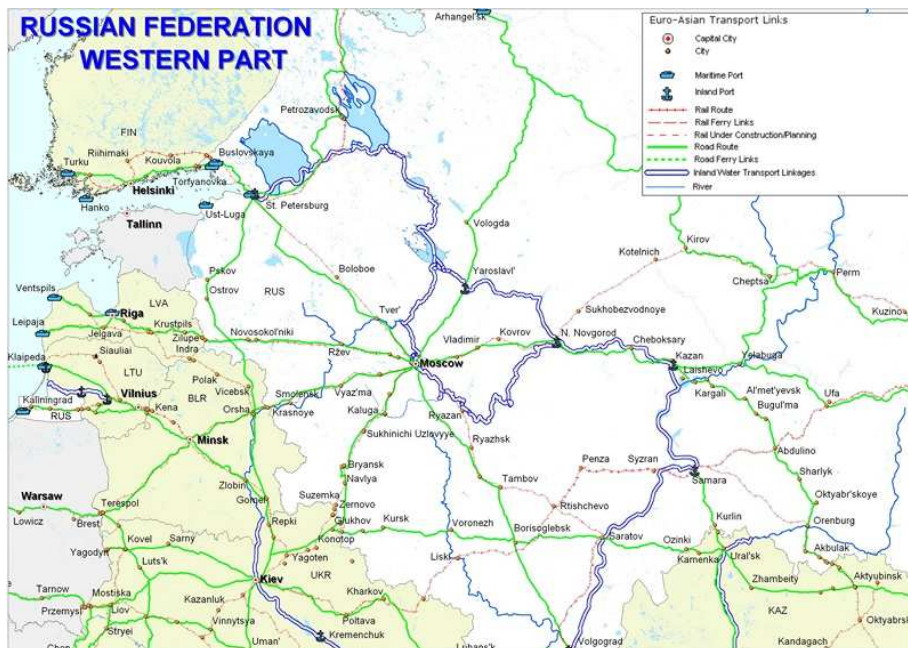 RUSSIAN FEDERATION
WESTERN PART
Euro-Asian Transport Links
Capital City
City
Maritime Port
Inland Port
Rail Route
Rail Ferry Links
Rail Under Construction/Planning
Road Route
Road Ferry Links
Inland Water Transport Linkages
River
Arhangel'sk
Petrozavodsk
FIN
Riihimaki
Kouvola
Buslovskaya
Turku
Helsinki
Torfyanovka
Hanko
Ust-Luga
St. Petersburg
Tallinn
Vologda
Kotelnich
Kirov
Pskov
Boloboe
Yaroslavl'
Cheptsa
Perm
Ventspils
Ostrov
RUS
LVA
Tver'
Sukhobezvodnoye
Kuzino
Riga
Leipaja
Krustpils
Vladimir
Kovrov
N. Novgorod
Jelgava
Zilupe
Novosokol'niki
Cheboksary
Siauliai
Indra
Rzev
Moscow
Kazan
Yelabuga
Klaipeda
LTU
Laishevo
Polak
Vicebsk
Smolensk
Vyaz'ma
Kargali
Al'met'yevsk
Ufa
Vilnius
BLR
Kaliningrad
Kena
Orsha
Krasnoye
Kaluga
Ryazan
Bugul'ma
RUS
Minsk
Sukhinichi Uzlovyye
Ryazhsk
Abdulino
Bryansk
Penza
Syzran
Samara
Zlobin
Navlya
Sharlyk
Warsaw
Gomel
Suzemka
Tambov
Terespol
Zernovo
Rtishchevo
Oktyabr'skoye
Lowicz
Brest
Repki
Glukhov
Kursk
Voronezh
Borisoglebsk
Kurlin
Orenburg
Kovel
Sarny
Konotop
Saratov
Ozinki
Yagodyn
Yagoten
Liski
Kamenka
Ural'sk
Akbulak
Luts'k
UKR
Kiev
Zhambeity
Aktyubinsk
Tarnow
Mostiska
Kazanluk
Kharkov
KAZ
Przemysl
Liov
Vinnytsya
Poltava
Oktyabrsk
Stryei
Uman'
Kremenchuk
Volgograd
Kandagach